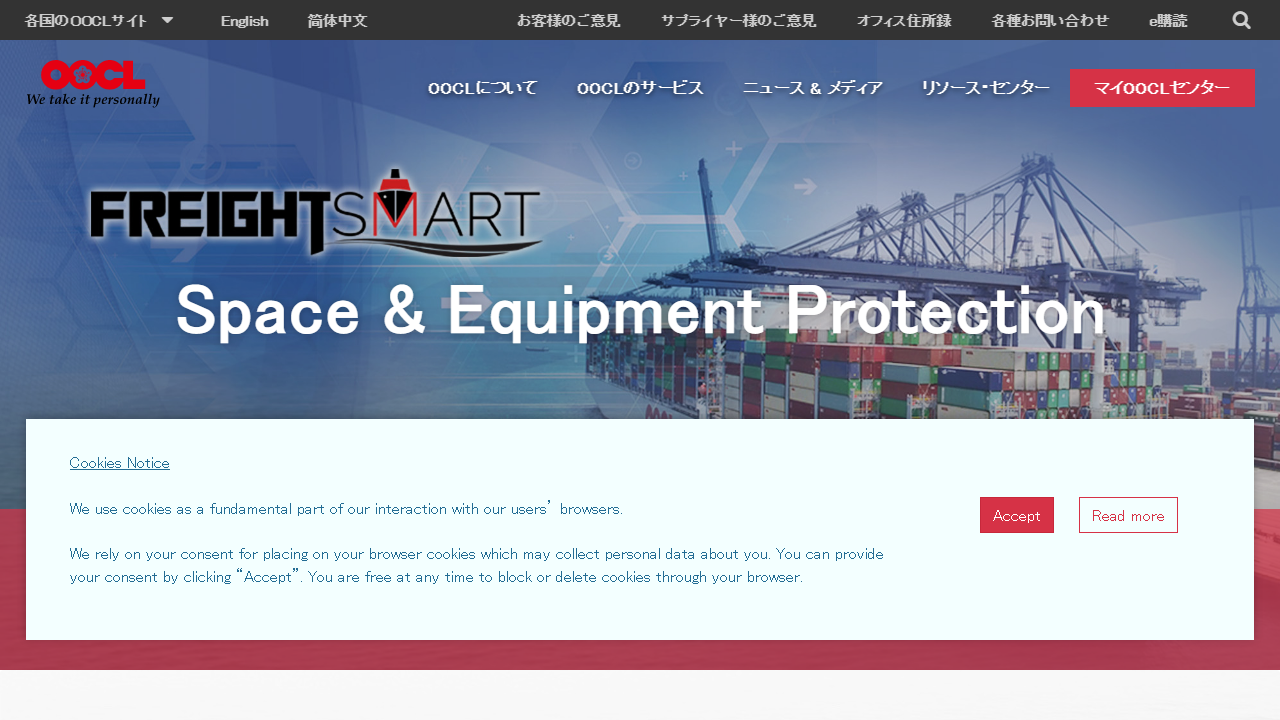 各国のOOCLサイト
English
简体中文
お客様のご意見
サプライヤー様のご意見
オフィス住所録
各種お問い合わせ
e購読
OOCL
We take it personally
OOCLについて
OOCLのサービス
ニュース & メディア
リソース・センター
マイOOCLセンター
FREIGHTSMART
Space & Equipment Protection
Cookies Notice
We use cookies as a fundamental part of our interaction with our users’ browsers.
Accept
Read more
We rely on your consent for placing on your browser cookies which may collect personal data about you. You can provide
your consent by clicking “Accept”. You are free at any time to block or delete cookies through your browser.